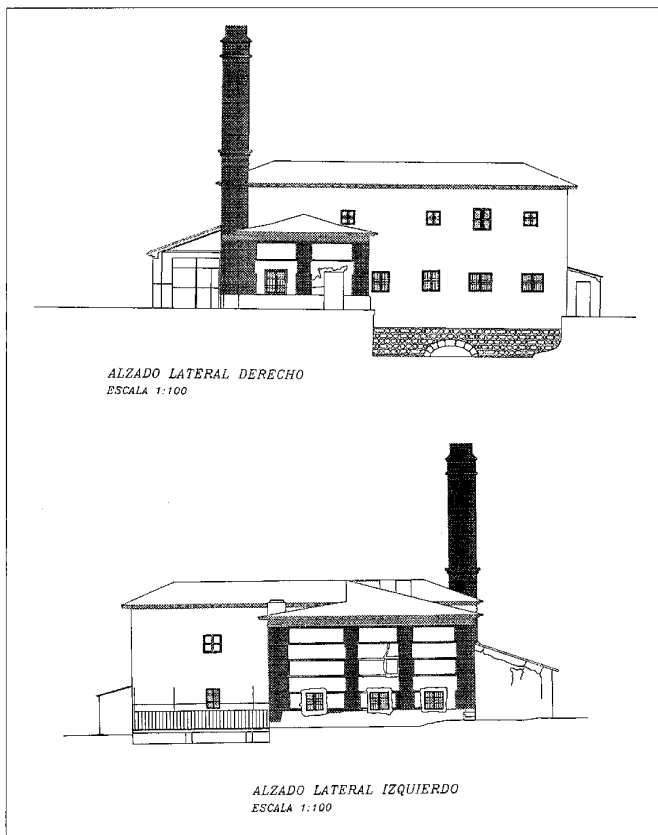 ALZADO LATERAL DERECHO
ESCALA 1:100
ALZADO LATERAL IZQUIERDO
ESCALA 1:100